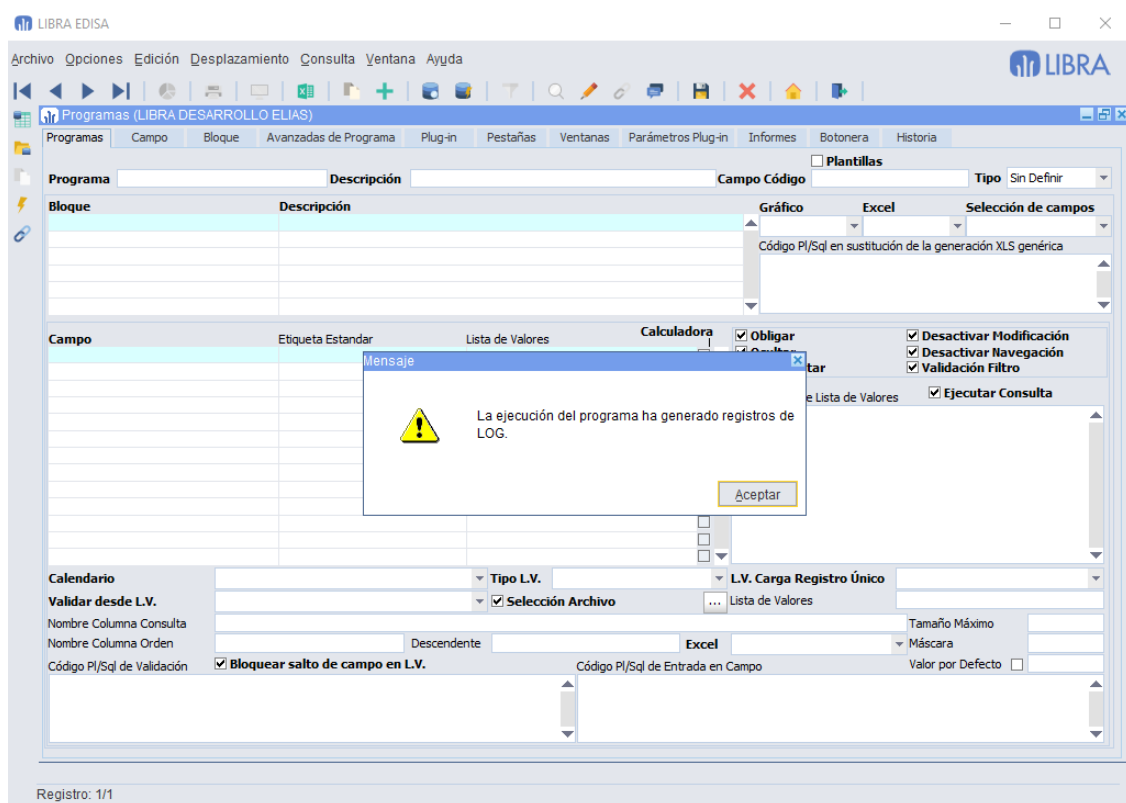 LIBRA EDISA
Archivo Opciones Edición Desplazamiento Consulta Ventana Ayuda
LIBRA
Programas (LIBRA DESARROLLO ELIAS)
Programas Campo Bloque Avanzadas de Programa Plug-in Pestañas Ventanas Parámetros Plug-in Informes Botonera Historia
Plantillas
Programa Descripción Campo Código Tipo Sin Definir
Bloque Descripción Gráfico Excel Selección de campos
Código Pl/Sql en sustitución de la generación XLS genérica
Campo Etiqueta Estandar Lista de Valores Calculadora Obligar Desactivar Modificación
Desactivar Navegación
Mensaje
tar Validación Filtro
e Lista de Valores Ejecutar Consulta
La ejecución del programa ha generado registros de
LOG.
Aceptar
Calendario Tipo L.V. L.V. Carga Registro Único
Validar desde L.V. Selección Archivo ... Lista de Valores
Nombre Columna Consulta Tamaño Máximo
Nombre Columna Orden Descendente Excel Máscara
Código Pl/Sql de Validación Bloquear salto de campo en L.V. Código Pl/Sql de Entrada en Campo Valor por Defecto
Registro: 1/1